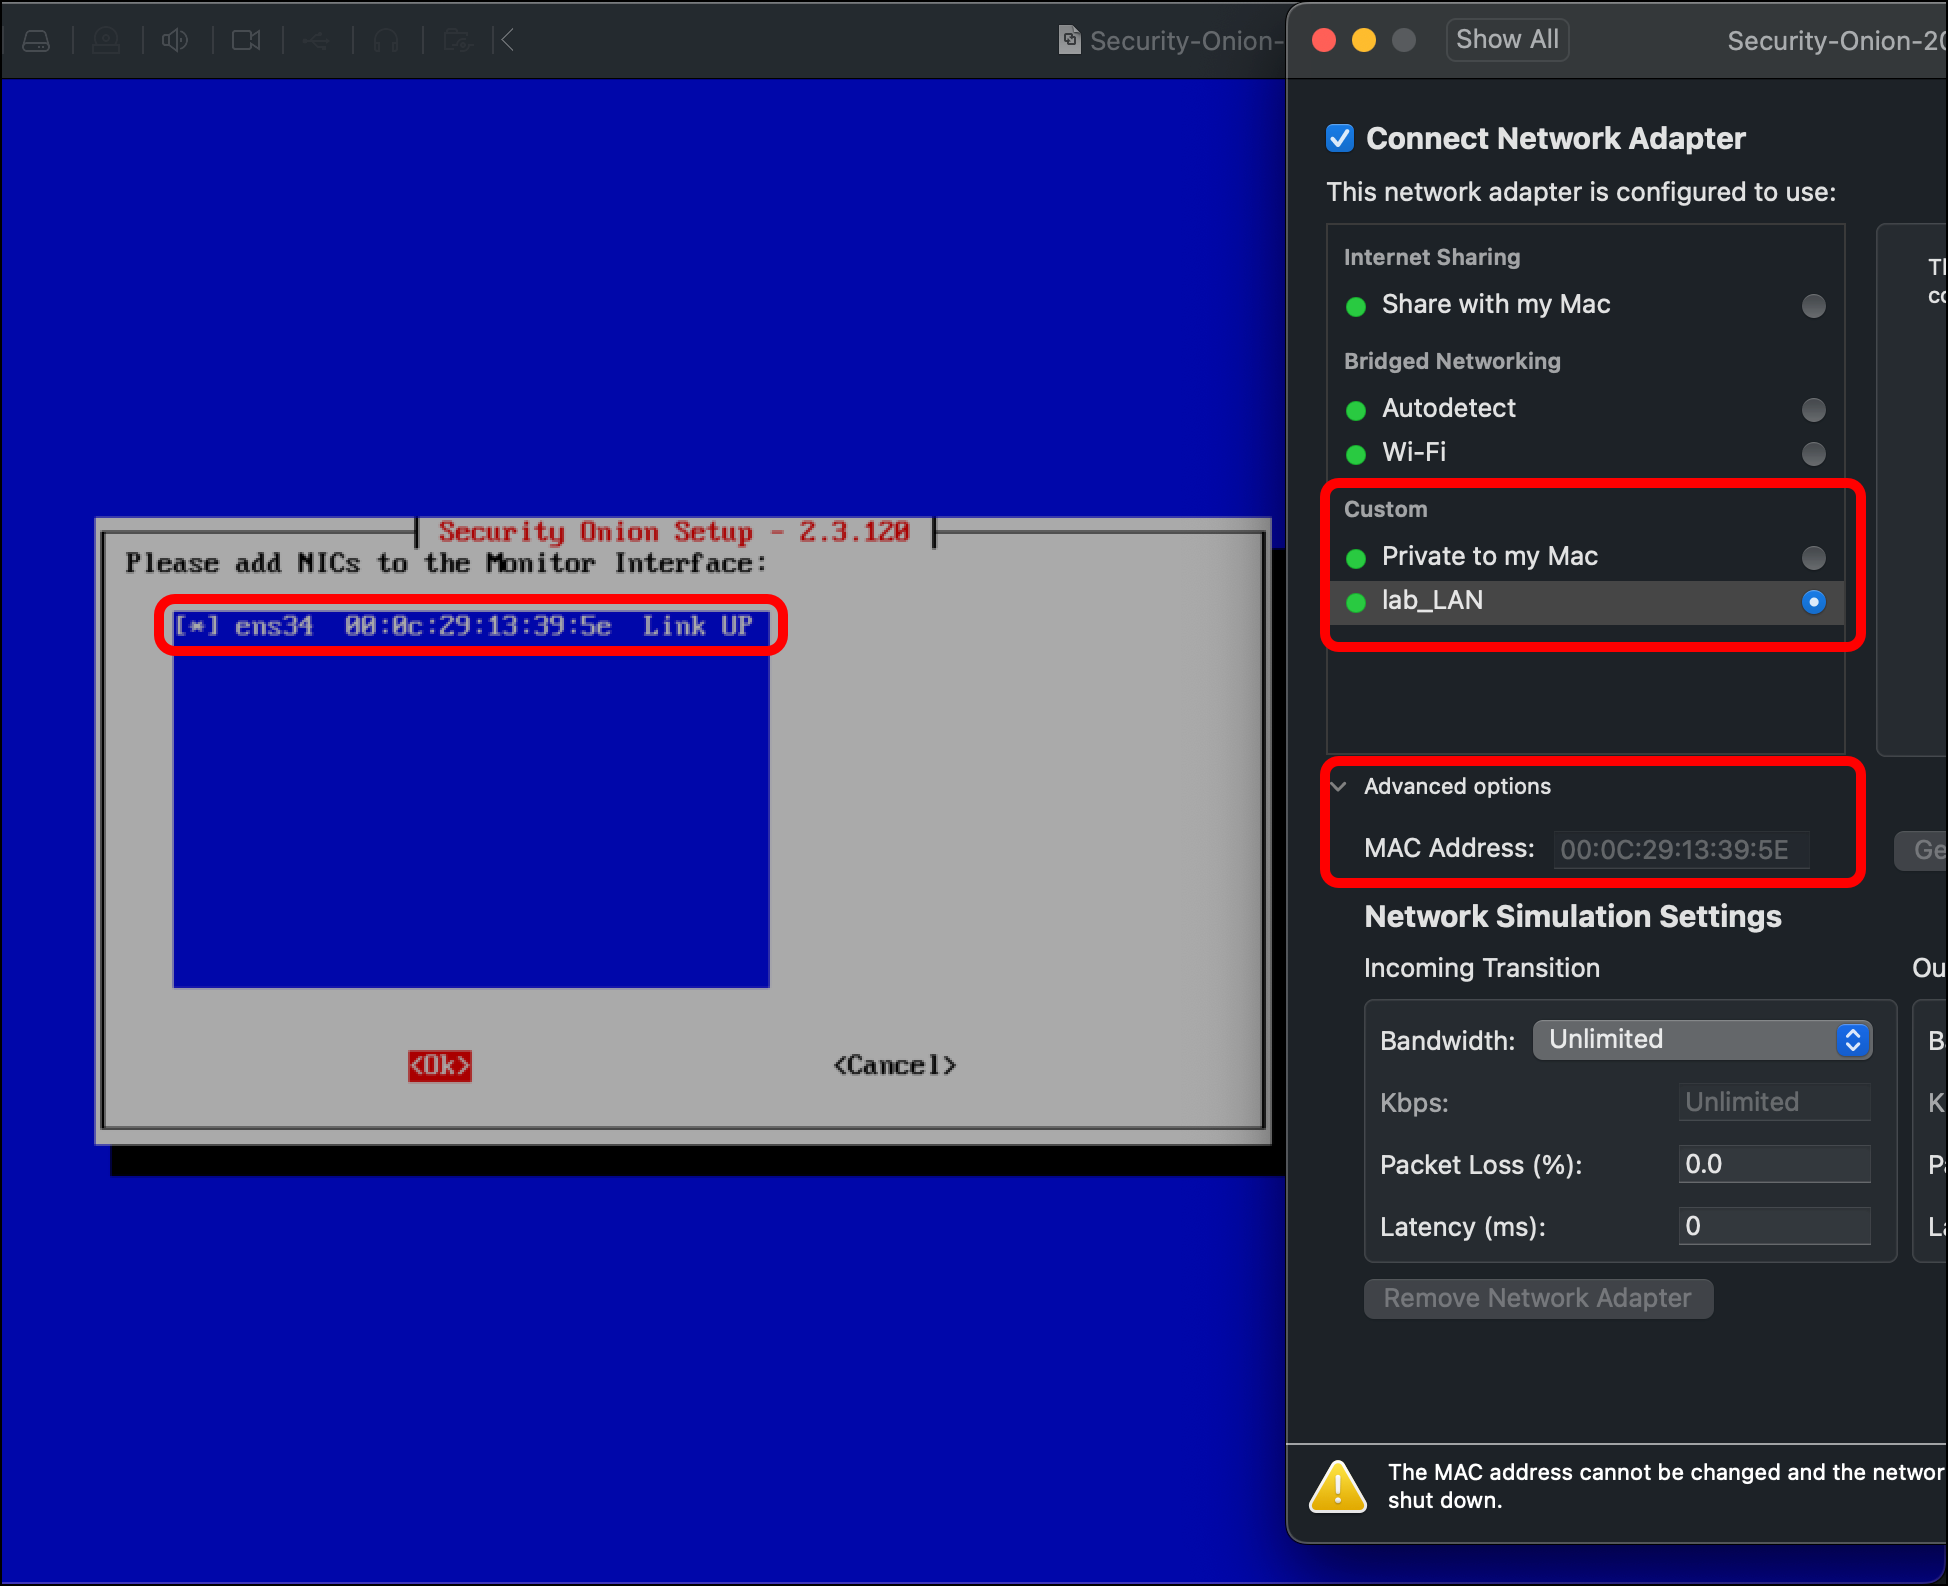 Security-Onion-
Security Onion Setup - 2.3.120
Please add NICs to the Monitor Interface:
[*] ens34 00:0c:29:13:39:5e Link UP
<Ok>
<Cancel>
Show All
Security-Onion-20
Connect Network Adapter
This network adapter is configured to use:
Internet Sharing
Share with my Mac
Bridged Networking
Autodetect
Wi-Fi
Custom
Private to my Mac
lab_LAN
Advanced options
MAC Address: 00:0C:29:13:39:5E
Ge
Network Simulation Settings
Incoming Transition
Ou
Bandwidth: Unlimited
B
Kbps: Unlimited
K
Packet Loss (%): 0.0
Pa
Latency (ms): 0
La
Remove Network Adapter
The MAC address cannot be changed and the networ
shut down.